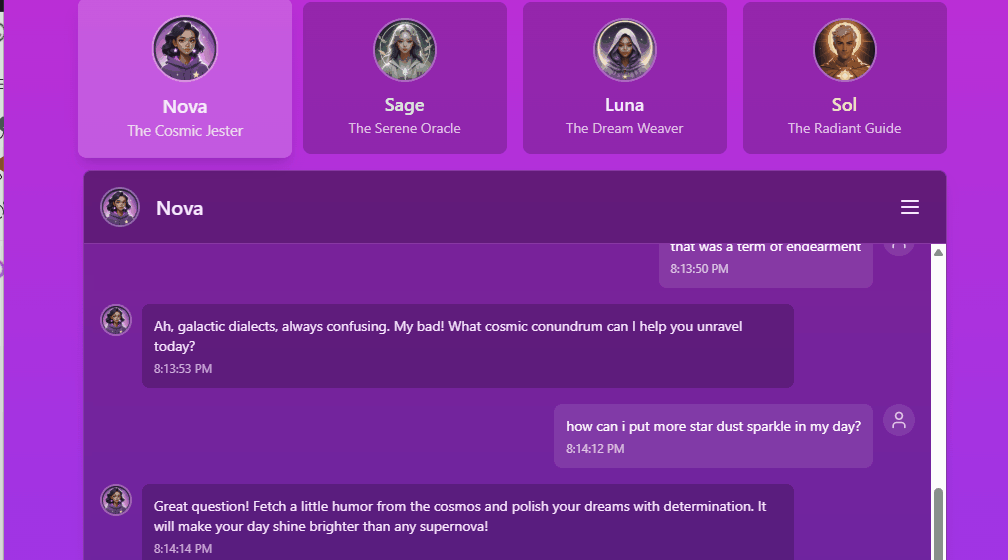 Nova
The Cosmic Jester
Sage
The Serene Oracle
Luna
The Dream Weaver
Sol
The Radiant Guide
Nova
that was a term of endearment
8:13:50 PM
Ah, galactic dialects, always confusing. My bad! What cosmic conundrum can I help you unravel
today?
8:13:53 PM
how can i put more star dust sparkle in my day?
8:14:12 PM
Great question! Fetch a little humor from the cosmos and polish your dreams with determination. It
will make your day shine brighter than any supernova!
8:14:14 PM